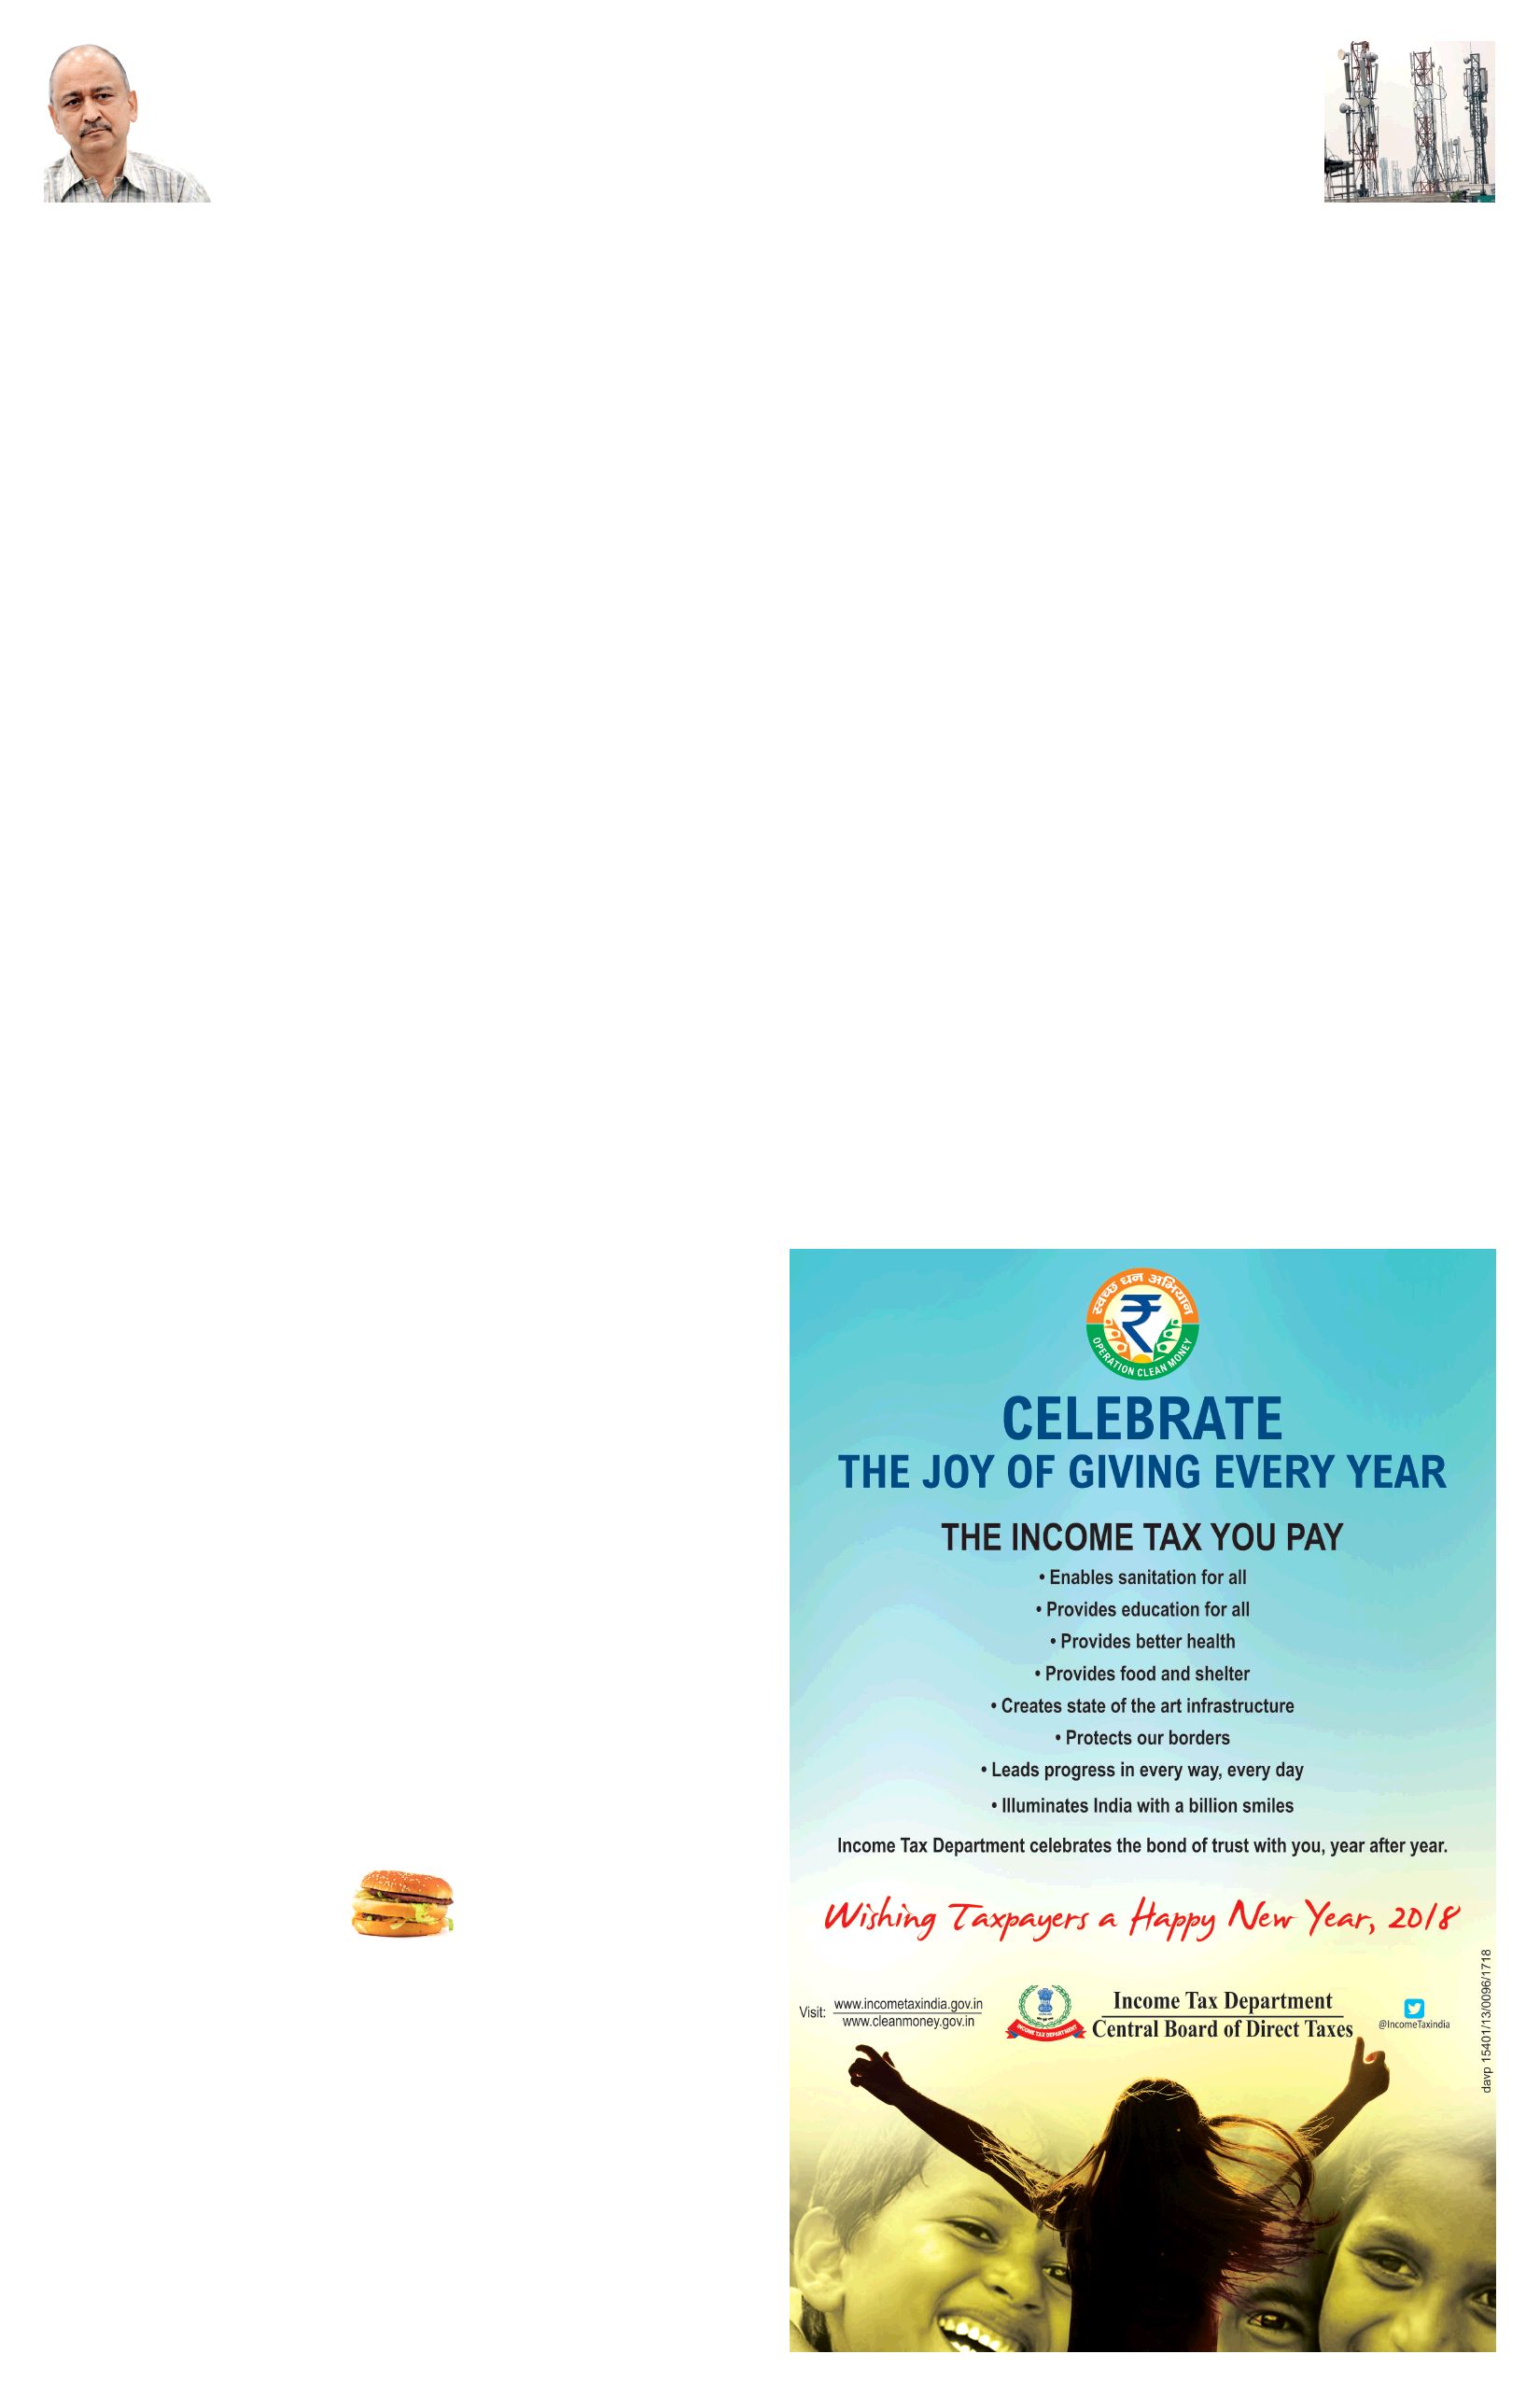 स्वच्छ धन अभियान
OPERATION CLEAN MONEY
CELEBRATE
THE JOY OF GIVING EVERY YEAR
THE INCOME TAX YOU PAY
• Enables sanitation for all
• Provides education for all
• Provides better health
• Provides food and shelter
• Creates state of the art infrastructure
• Protects our borders
• Leads progress in every way, every day
• Illuminates India with a billion smiles
Income Tax Department celebrates the bond of trust with you, year after year.
Wishing Taxpayers a Happy New Year, 2018
Visit: www.incometaxindia.gov.in
www.cleanmoney.gov.in
INCOME TAX DEPARTMENT
Income Tax Department
Central Board of Direct Taxes
@IncomeTaxindia
davp 15401/13/0096/1718